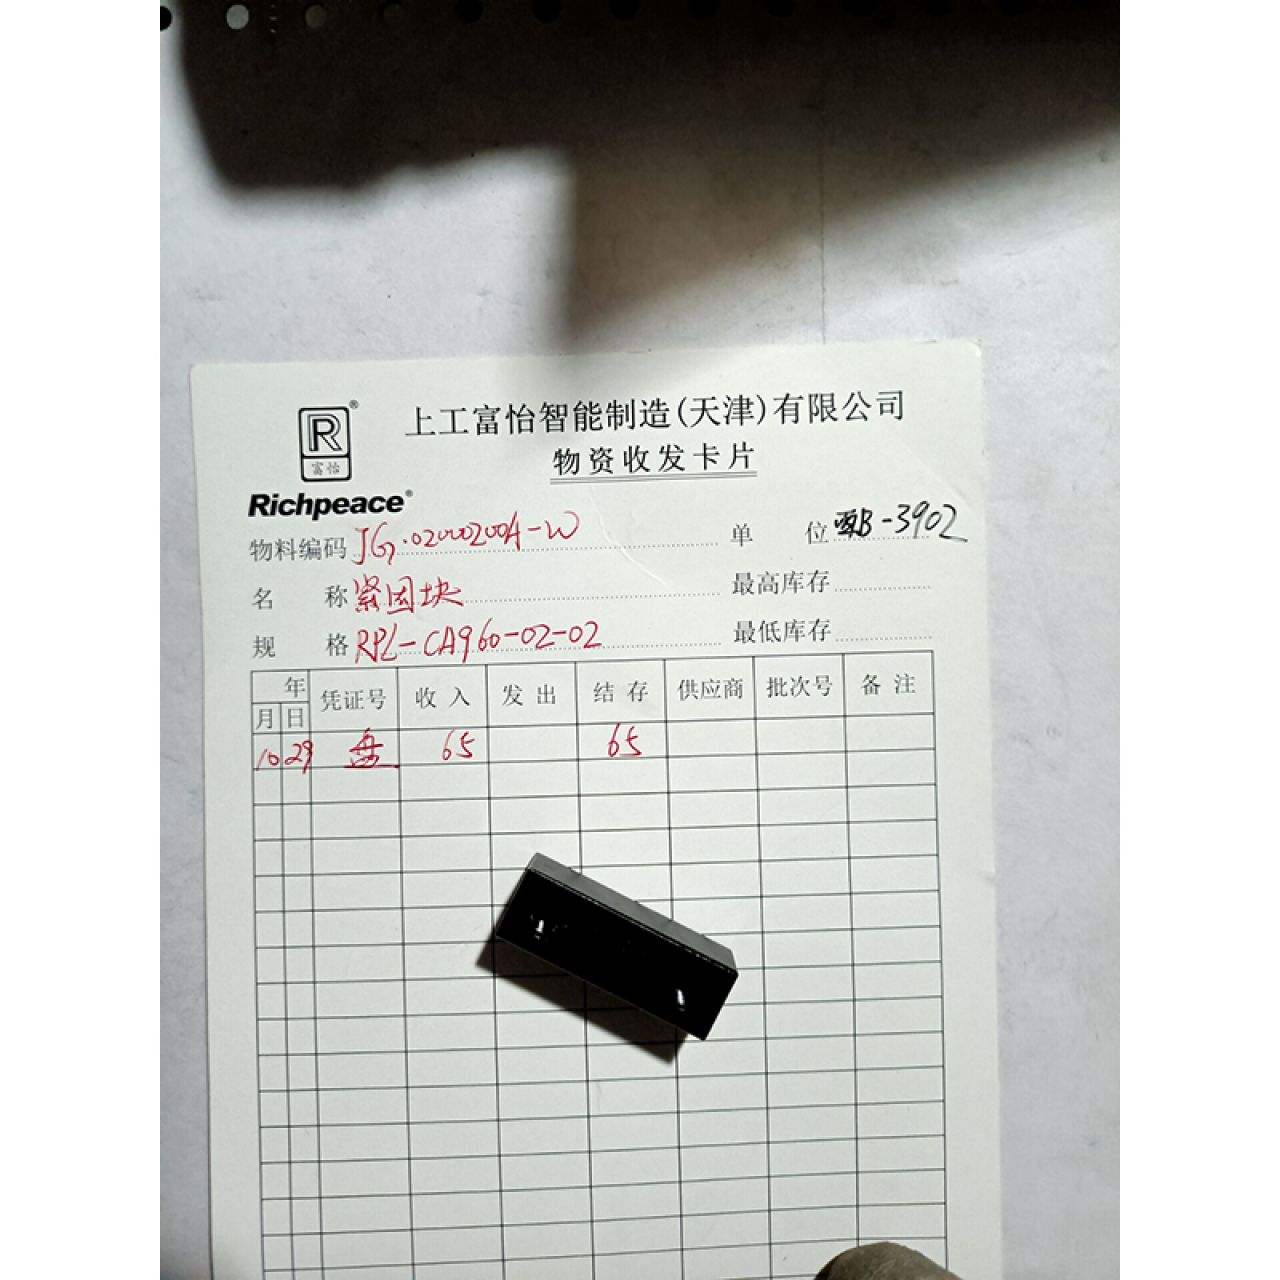 R®
富怡
Richpeace®
上工富怡智能制造(天津)有限公司
物资收发卡片
物料编码 JG.02000200A-W 单 位 B-3902
名 称 紧固块 最高库存
规 格 RPL-CA960-02-02 最低库存
年 月 日 凭证号 收入 发出 结存 供应商 批次号 备注
10 29 盘 65 65